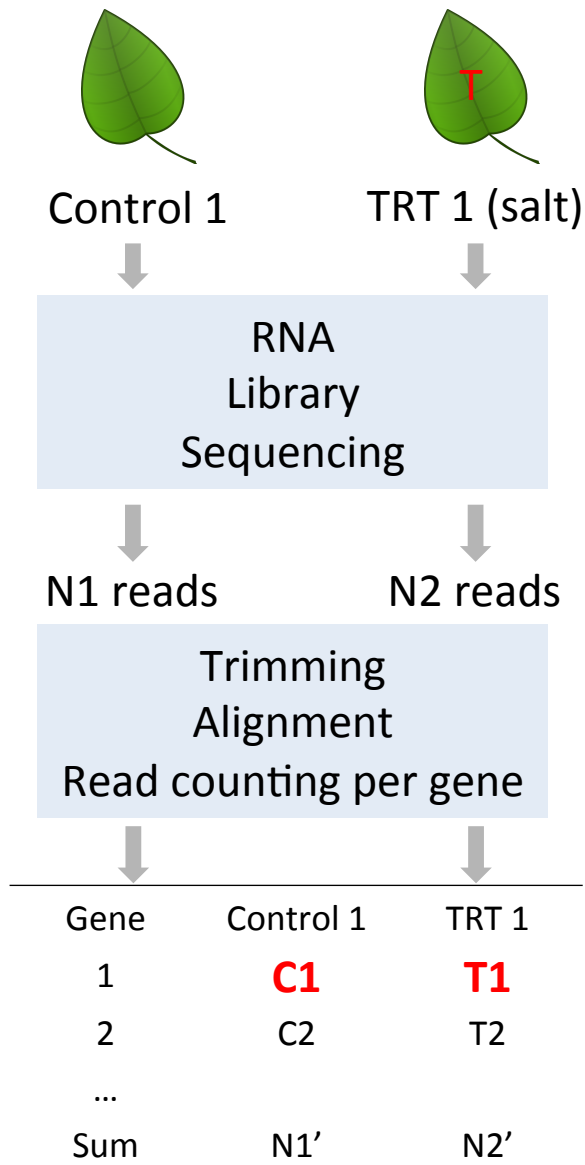 T
Control 1 TRT 1 (salt)
RNA
Library
Sequencing
N1 reads N2 reads
Trimming
Alignment
Read counting per gene
Gene Control 1 TRT 1
1 C1 T1
2 C2 T2
...
Sum N1’ N2’